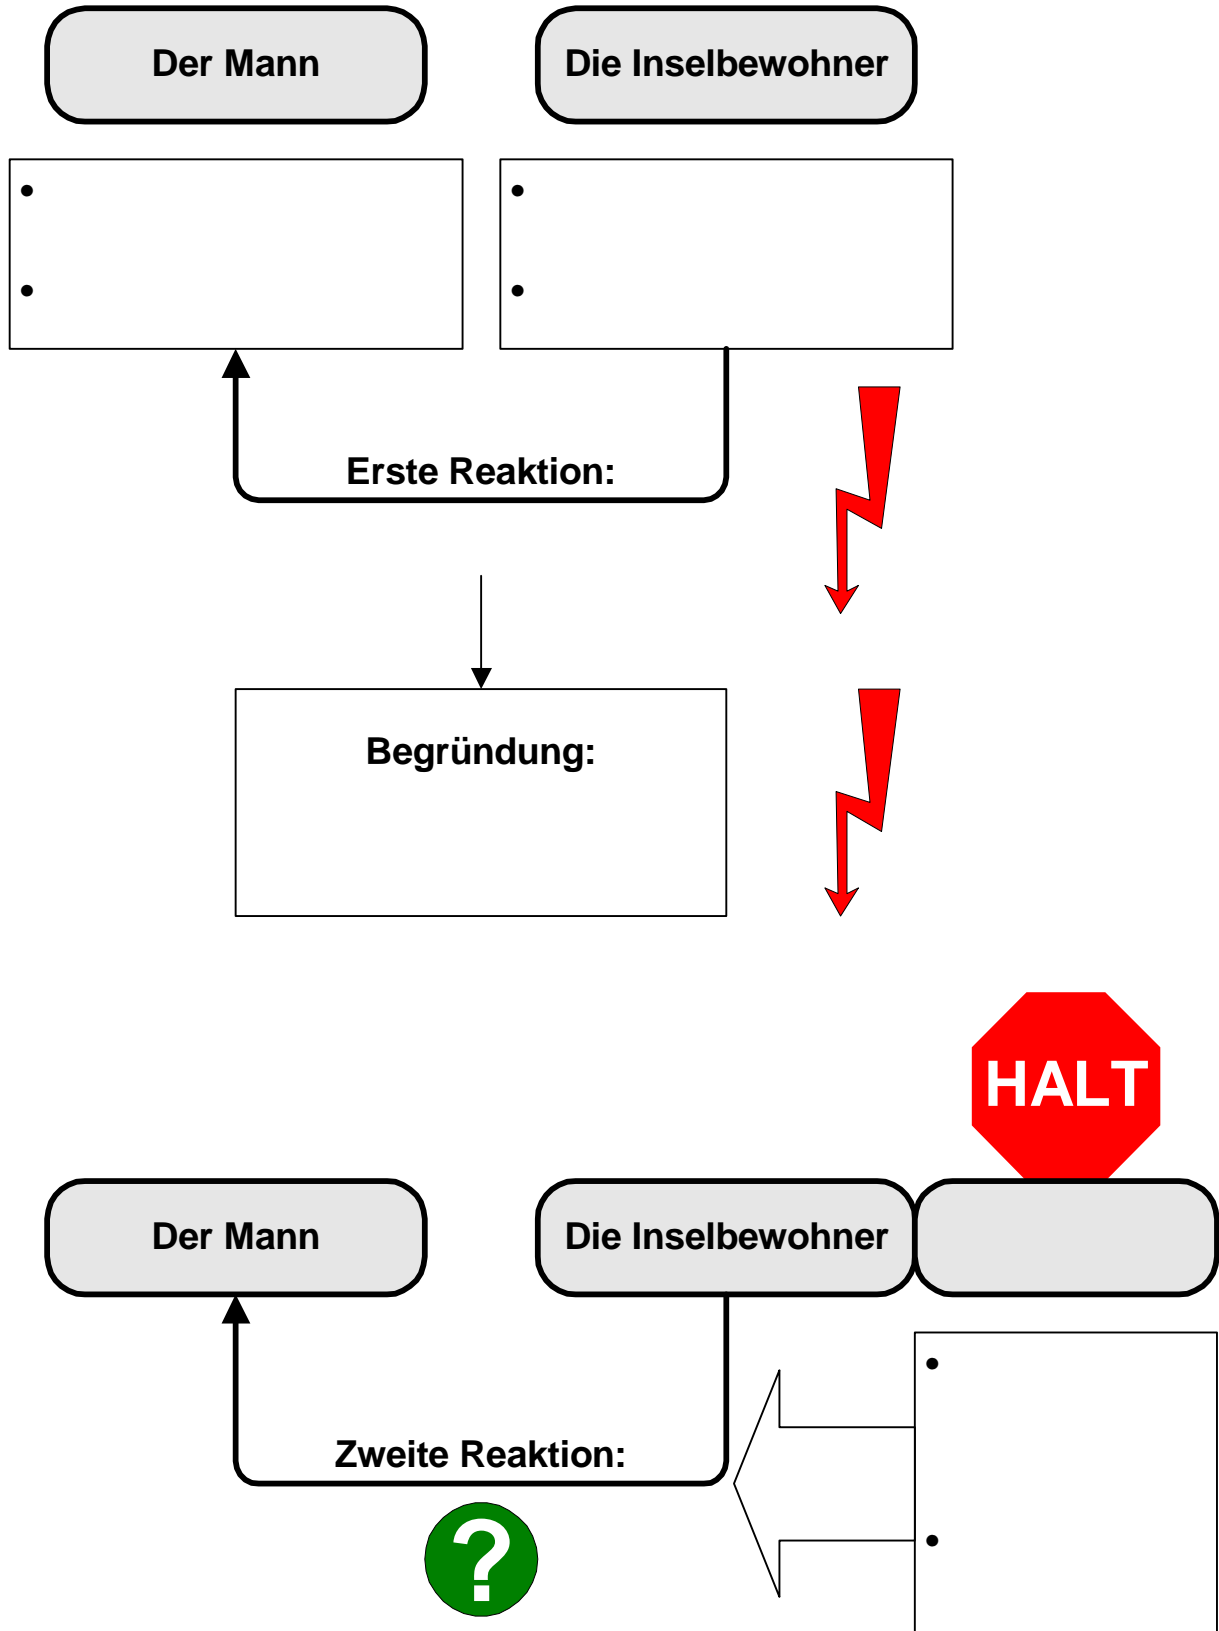 Der Mann
Die Inselbewohner
•
•
•
•
Erste Reaktion:
Begründung:
HALT
Der Mann
Die Inselbewohner
•
•
Zweite Reaktion:
?